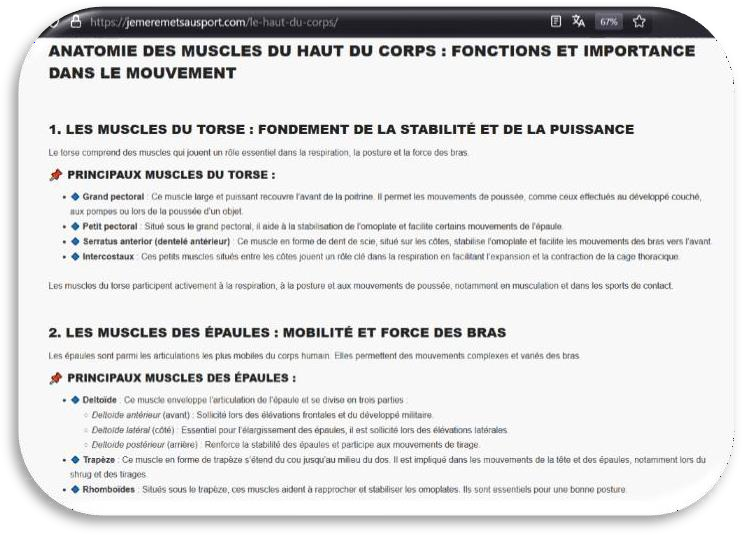 https://jemeremetsausport.com/le-haut-du-corps/
67%
ANATOMIE DES MUSCLES DU HAUT DU CORPS : FONCTIONS ET IMPORTANCE
DANS LE MOUVEMENT
1. LES MUSCLES DU TORSE : FONDEMENT DE LA STABILITÉ ET DE LA PUISSANCE
Le torse comprend des muscles qui jouent un rôle essentiel dans la respiration, la posture et la force des bras.
📌 PRINCIPAUX MUSCLES DU TORSE :
• 🔹 Grand pectoral : Ce muscle large et puissant recouvre l'avant de la poitrine. Il permet les mouvements de poussée, comme ceux effectués au développé couché,
aux pompes ou lors de la poussée d'un objet.
• 🔹 Petit pectoral : Situé sous le grand pectoral, il aide à la stabilisation de l'omoplate et facilite certains mouvements de l'épaule.
• 🔹 Serratus anterior (dentelé antérieur) : Ce muscle en forme de dent de scie, situé sur les côtes, stabilise l'omoplate et facilite les mouvements des bras vers l'avant.
• 🔹 Intercostaux : Ces petits muscles situés entre les côtes jouent un rôle clé dans la respiration en facilitant l'expansion et la contraction de la cage thoracique.
Les muscles du torse participent activement à la respiration, à la posture et aux mouvements de poussée, notamment en musculation et dans les sports de contact.
2. LES MUSCLES DES ÉPAULES : MOBILITÉ ET FORCE DES BRAS
Les épaules sont parmi les articulations les plus mobiles du corps humain. Elles permettent des mouvements complexes et variés des bras.
📌 PRINCIPAUX MUSCLES DES ÉPAULES :
• 🔹 Deltoïde : Ce muscle enveloppe l'articulation de l'épaule et se divise en trois parties :
○ Deltoïde antérieur (avant) : Sollicité lors des élévations frontales et du développé militaire.
○ Deltoïde latéral (côté) : Essentiel pour l'élargissement des épaules, il est sollicité lors des élévations latérales.
○ Deltoïde postérieur (arrière) : Renforce la stabilité des épaules et participe aux mouvements de tirage.
• 🔹 Trapèze : Ce muscle en forme de trapèze s'étend du cou jusqu'au milieu du dos. Il est impliqué dans les mouvements de la tête et des épaules, notamment lors du
shrug et des tirages.
• 🔹 Rhomboïdes : Situés sous le trapèze, ces muscles aident à rapprocher et stabiliser les omoplates. Ils sont essentiels pour une bonne posture.